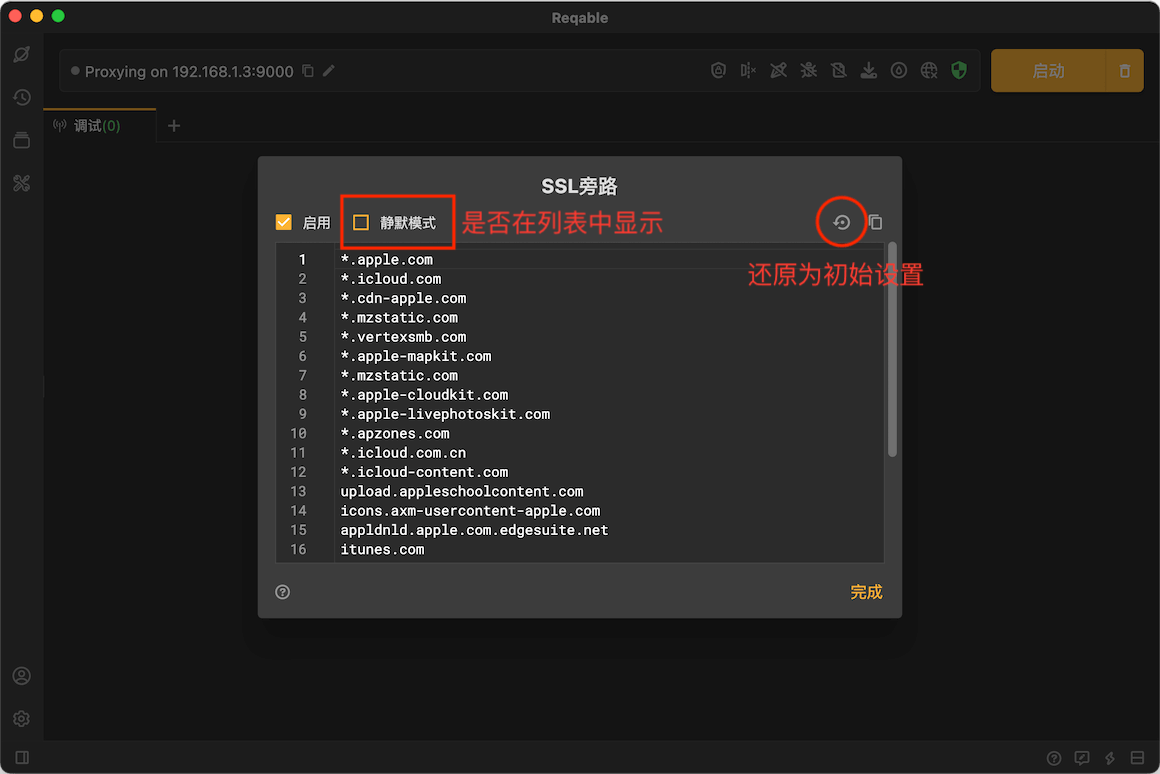 Reqable
Proxying on 192.168.1.3:9000
启动
调试(0)
SSL旁路
启用
静默模式
是否在列表中显示
还原为初始设置
1 *.apple.com
2 *.icloud.com
3 *.cdn-apple.com
4 *.mzstatic.com
5 *.vertexsmb.com
6 *.apple-mapkit.com
7 *.mzstatic.com
8 *.apple-cloudkit.com
9 *.apple-livephotoskit.com
10 *.apzones.com
11 *.icloud.com.cn
12 *.icloud-content.com
13 upload.appleschoolcontent.com
14 icons.axm-usercontent-apple.com
15 appldnld.apple.com.edgesuite.net
16 itunes.com
完成